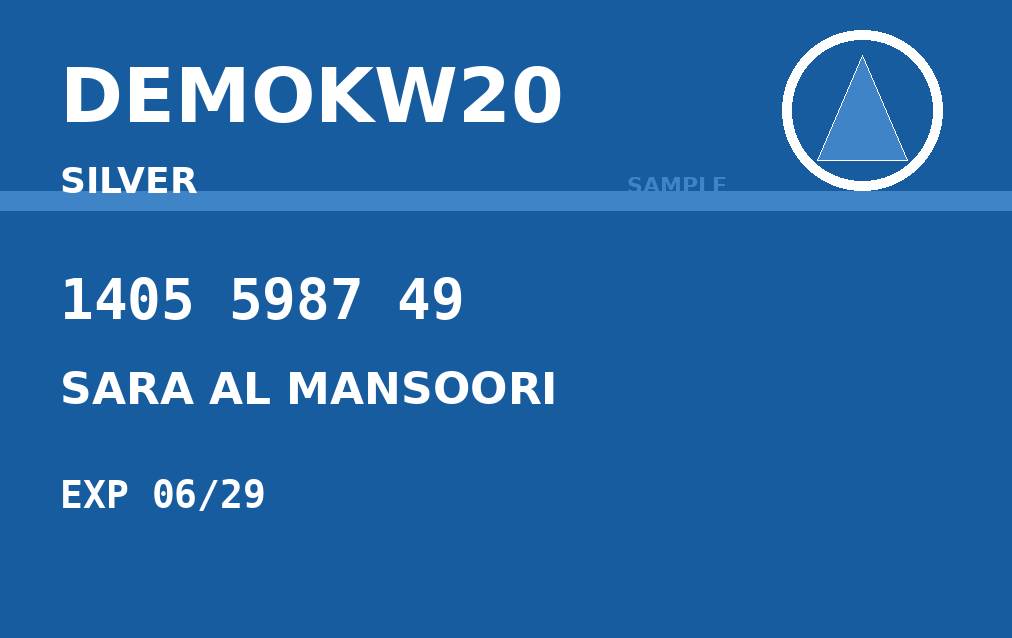 DEMOKW20
SILVER
SAMPLE
1405 5987 49
SARA AL MANSOORI
EXP 06/29